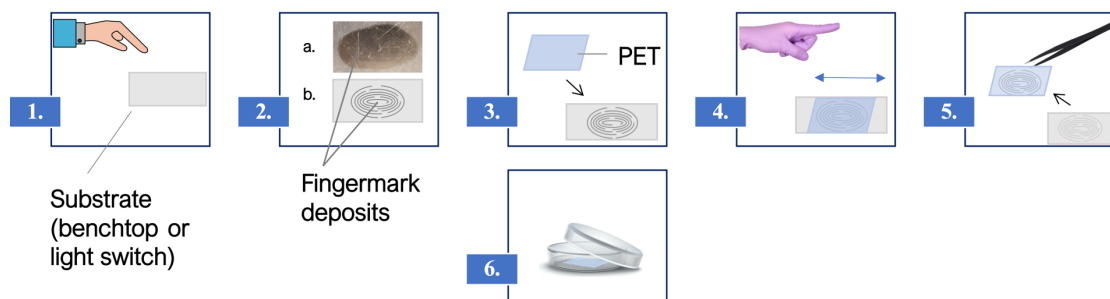 1.
Substrate
(benchtop or
light switch)
2.
a.
b.
Fingermark
deposits
3.
PET
4.
5.
6.